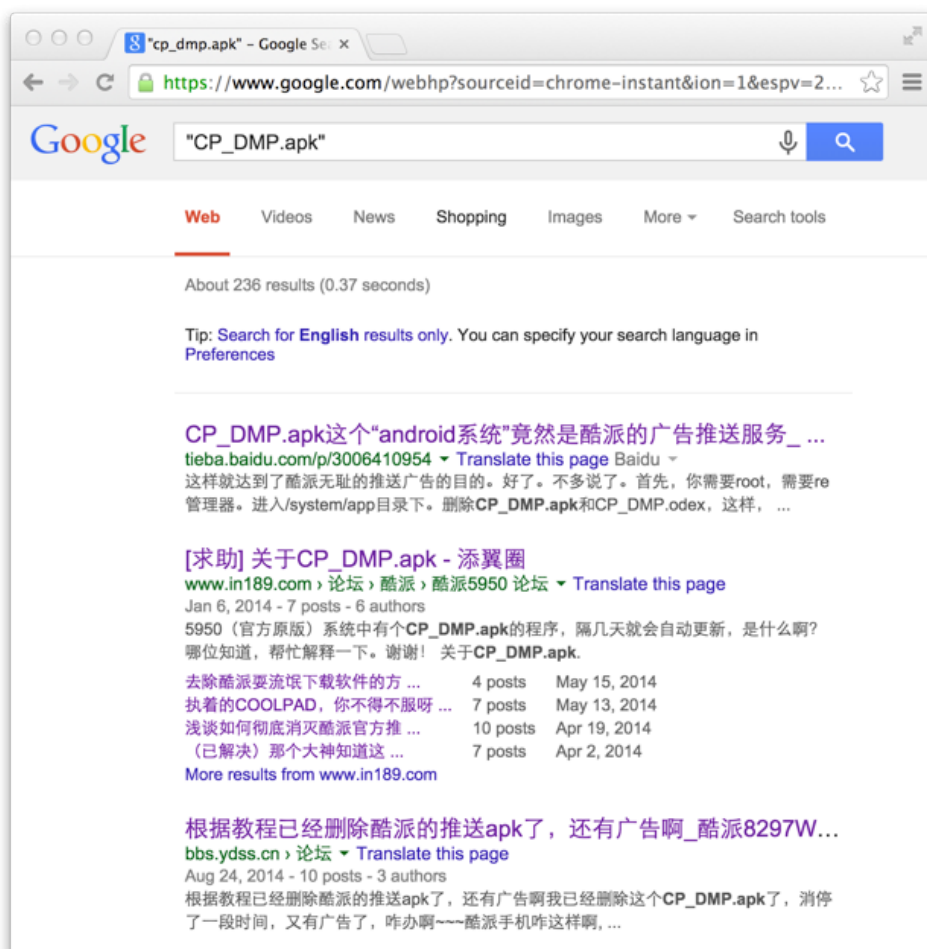 "cp_dmp.apk" - Google Se
https://www.google.com/webhp?sourceid=chrome-instant&ion=1&espv=2...
Google
"CP_DMP.apk"
Web Videos News Shopping Images More Search tools
About 236 results (0.37 seconds)
Tip: Search for English results only. You can specify your search language in
Preferences
CP_DMP.apk这个“android系统”竟然是酷派的广告推送服务_ ...
tieba.baidu.com/p/3006410954 Translate this page Baidu
这样就达到了酷派无耻的推送广告的目的。好了。不多说了。首先，你需要root，需要re
管理器。进入/system/app目录下。删除CP_DMP.apk和CP_DMP.odex，这样， ...
[求助] 关于CP_DMP.apk - 添翼圈
www.in189.com › 论坛 › 酷派 › 酷派5950 论坛 Translate this page
Jan 6, 2014 - 7 posts - 6 authors
5950（官方原版）系统中有个CP_DMP.apk的程序，隔几天就会自动更新，是什么啊?
哪位知道，帮忙解释一下。谢谢！ 关于CP_DMP.apk.
去除酷派耍流氓下载软件的方 ... 4 posts May 15, 2014
执着的COOLPAD，你不得不服呀 ... 7 posts May 13, 2014
浅谈如何彻底消灭酷派官方推 ... 10 posts Apr 19, 2014
（已解决）那个大神知道这 ... 7 posts Apr 2, 2014
More results from www.in189.com
根据教程已经删除酷派的推送apk了，还有广告啊_酷派8297W...
bbs.ydss.cn › 论坛 Translate this page
Aug 24, 2014 - 10 posts - 3 authors
根据教程已经删除酷派的推送apk了，还有广告啊我已经删除这个CP_DMP.apk了，消停
了一段时间，又有广告了，咋办啊~~~酷派手机咋这样啊, ...